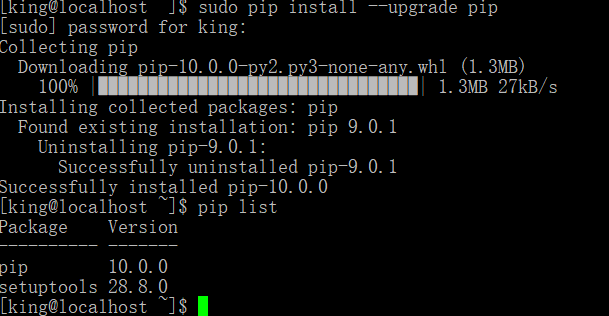 [king@localhost ~]$ sudo pip install --upgrade pip
[sudo] password for king:
Collecting pip
  Downloading pip-10.0.0-py2.py3-none-any.whl (1.3MB)
    100% |████████████████████████████████| 1.3MB 27kB/s
Installing collected packages: pip
  Found existing installation: pip 9.0.1
    Uninstalling pip-9.0.1:
      Successfully uninstalled pip-9.0.1
Successfully installed pip-10.0.0
[king@localhost ~]$ pip list
Package    Version
---------- -------
pip        10.0.0
setuptools 28.8.0
[king@localhost ~]$